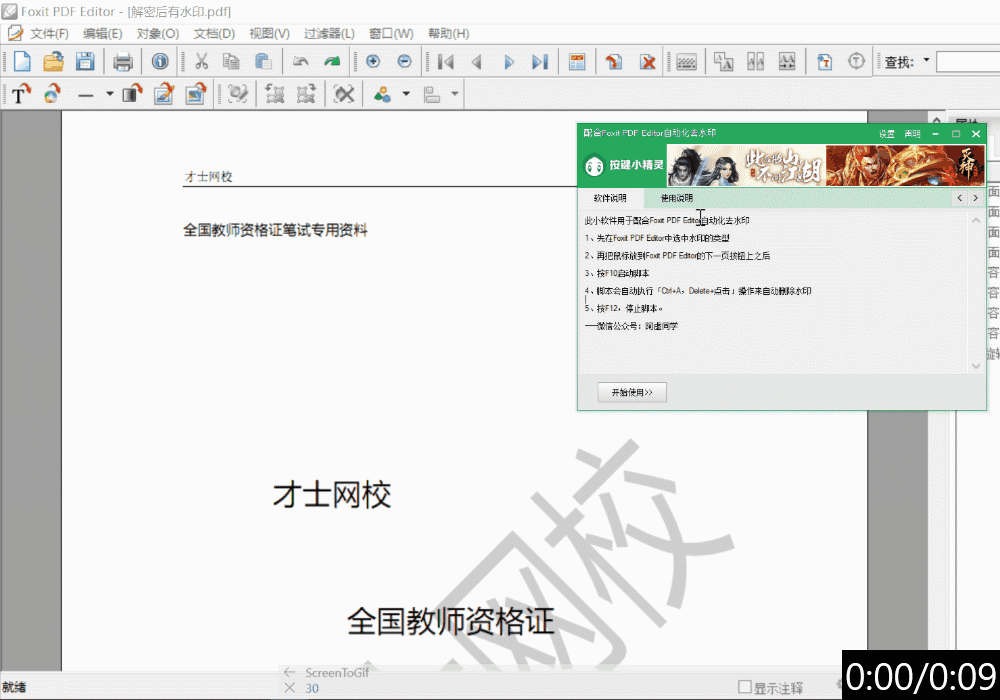 Foxit PDF Editor - [解密后有水印.pdf]
文件(F) 编辑(E) 对象(O) 文档(D) 视图(V) 过滤器(L) 窗口(W) 帮助(H)
查找:
才士网校
全国教师资格证笔试专用资料
配合Foxit PDF Editor自动化去水印
设置 声明
按键小精灵
软件说明 使用说明
此小软件用于配合Foxit PDF Editor自动化去水印
1、先在Foxit PDF Editor中选中水印的类型
2、再把鼠标放到Foxit PDF Editor的下一页按钮上之后
3、按F10启动脚本
4、脚本会自动执行「Ctrl+A，Delete+点击」操作来自动删除水印
5、按F12，停止脚本。
──微信公众号：阿虚同学
开始使用>>
才士网校
全国教师资格证
网校
ScreenToGif
30
就绪
显示注释
0:00/0:09